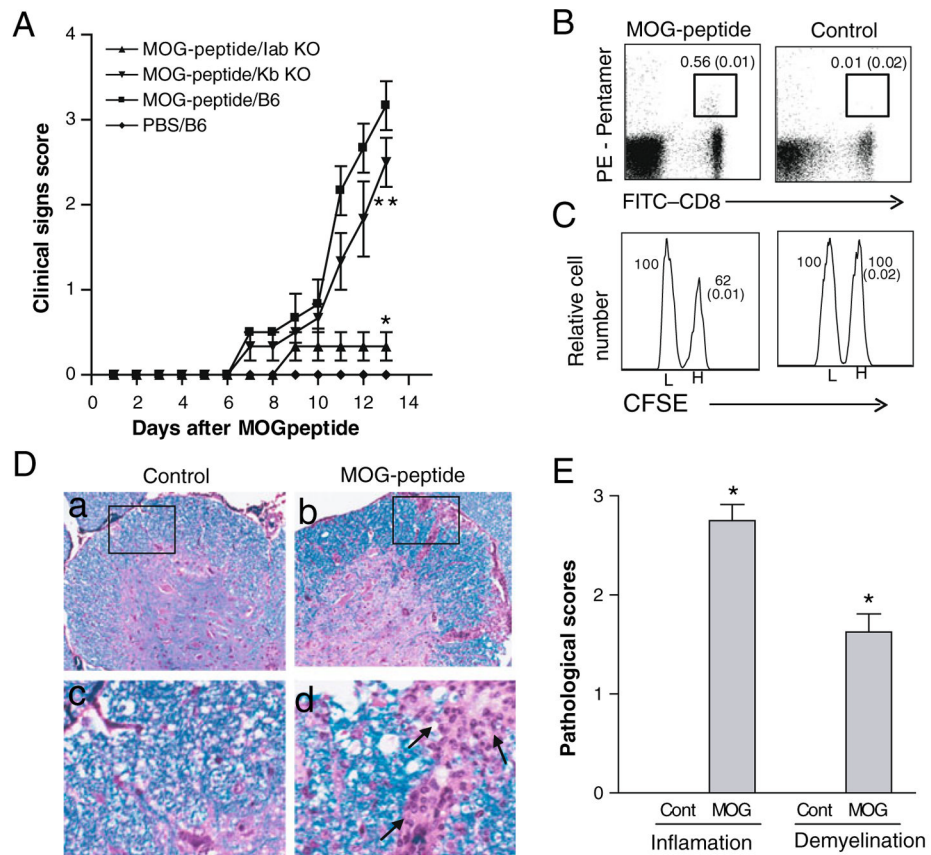 A
4
3
2
1
0
Clinical signs score
MOG-peptide/Iab KO
MOG-peptide/Kb KO
MOG-peptide/B6
PBS/B6
**
*
0 2 4 6 8 10 12 14
Days after MOGpeptide
B
MOG-peptide
Control
0.56 (0.01)
0.01 (0.02)
PE - Pentamer
FITC–CD8
C
Relative cell
number
100
62
(0.01)
L
H
100
100
(0.02)
L
H
CFSE
D
Control
MOG-peptide
a
b
c
d
E
3
2
1
0
Pathological scores
*
*
Cont MOG
Cont MOG
Inflamation
Demyelination